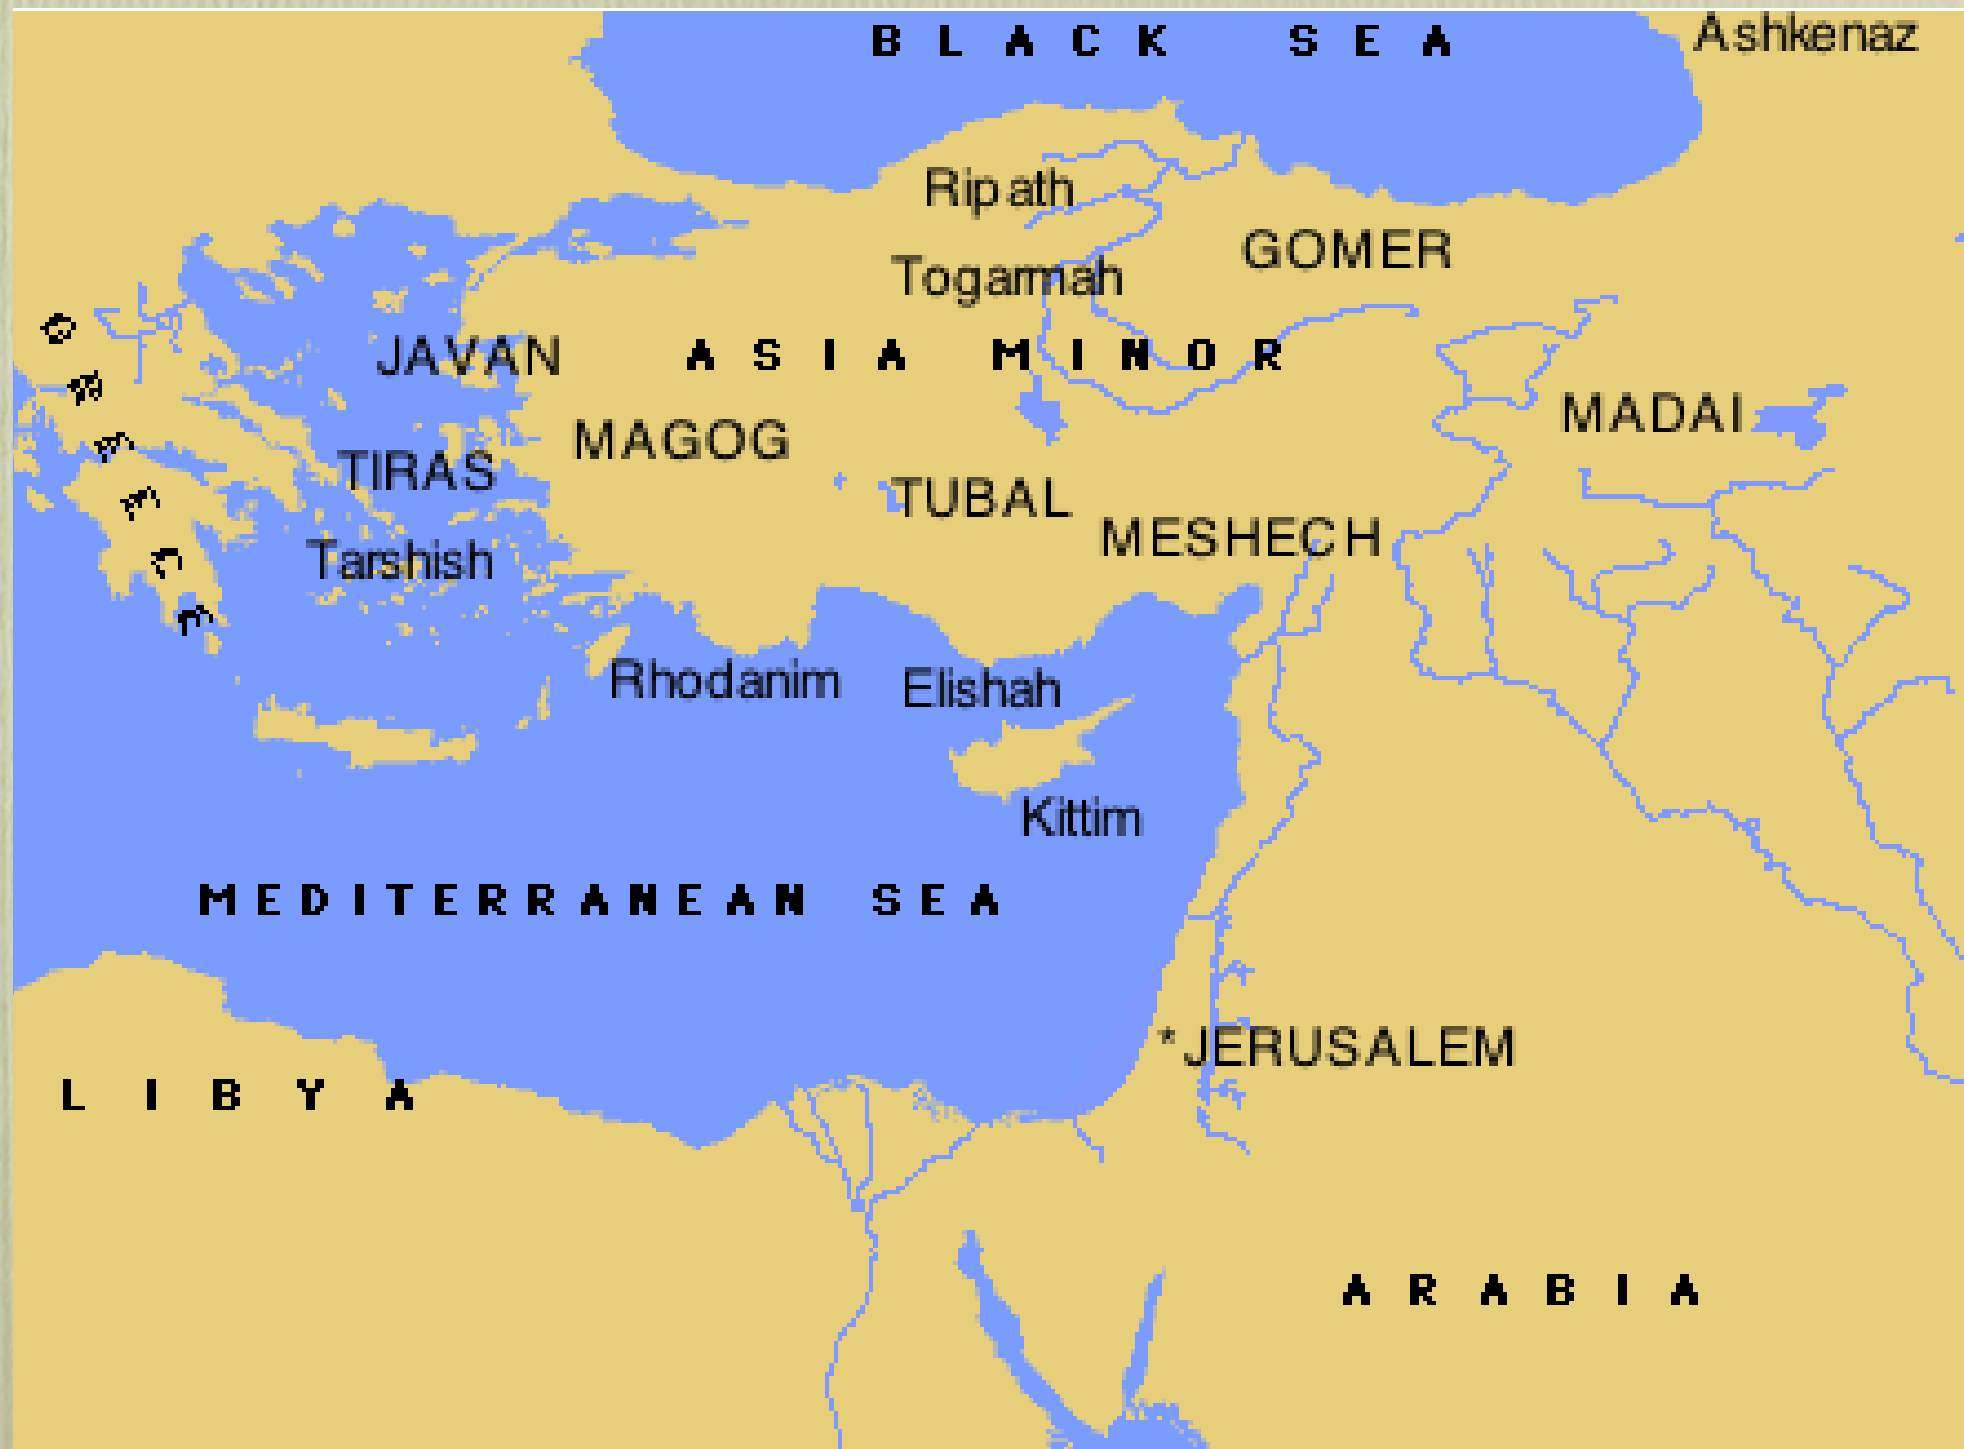 BLACK SEA
Ashkenaz
Ripath
GOMER
Togarmah
GREECE
JAVAN
ASIA MINOR
MADAI
MAGOG
TIRAS
TUBAL
MESHECH
Tarshish
Rhodanim
Elishah
Kittim
MEDITERRANEAN SEA
*JERUSALEM
LIBYA
ARABIA